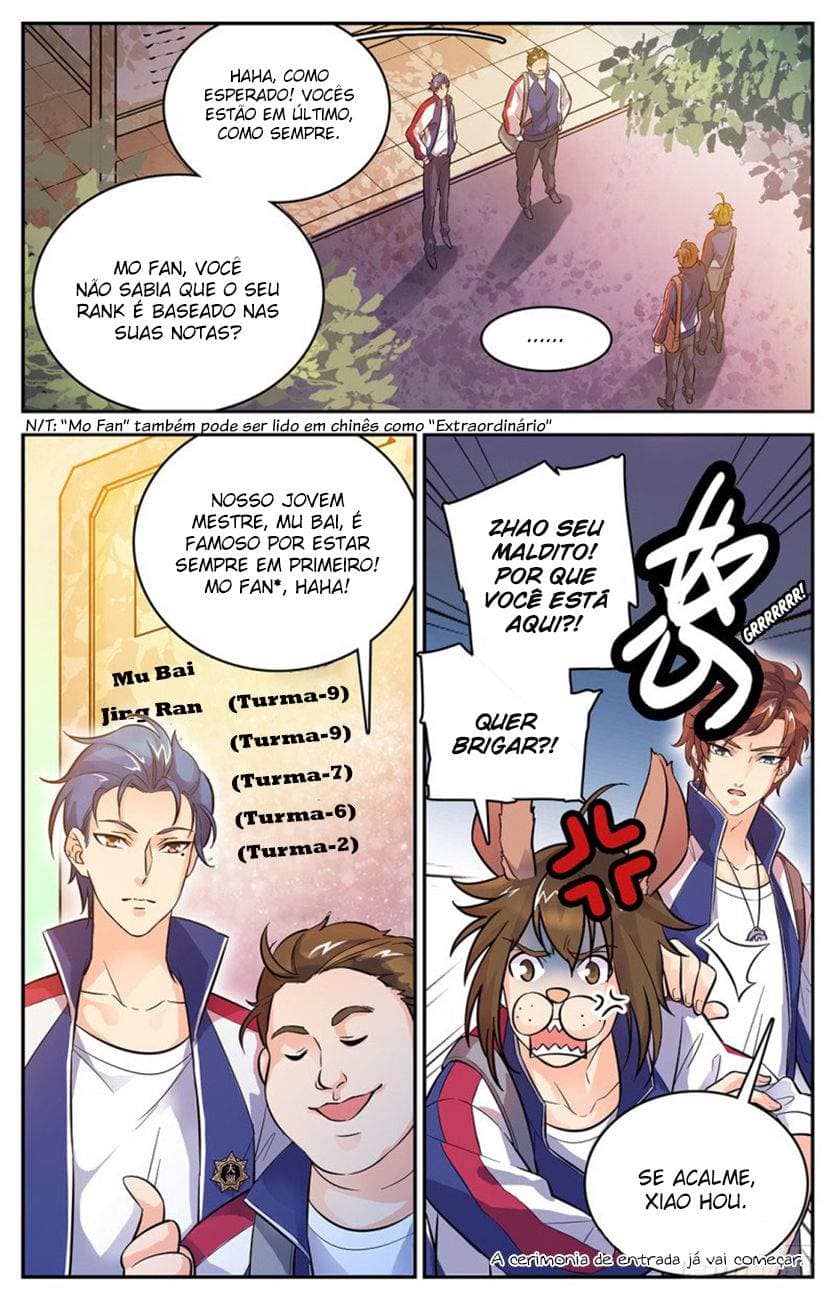 HAHA, COMO
ESPERADO! VOCÊS
ESTÃO EM ÚLTIMO,
COMO SEMPRE.
MO FAN, VOCÊ
NÃO SABIA QUE O SEU
RANK É BASEADO NAS
SUAS NOTAS?
......
N/T: "Mo Fan" também pode ser lido em chinês como "Extraordinário"
NOSSO JOVEM
MESTRE, MU BAI, É
FAMOSO POR ESTAR
SEMPRE EM PRIMEIRO!
MO FAN*, HAHA!
Mu Bai
Jing Ran (Turma-9)
(Turma-9)
(Turma-7)
(Turma-6)
(Turma-2)
ZHAO SEU
MALDITO!
POR QUE
VOCÊ ESTÁ
AQUI?!
GRRRRRRR!
QUER
BRIGAR?!
SE ACALME,
XIAO HOU.
A cerimonia de entrada já vai começar.